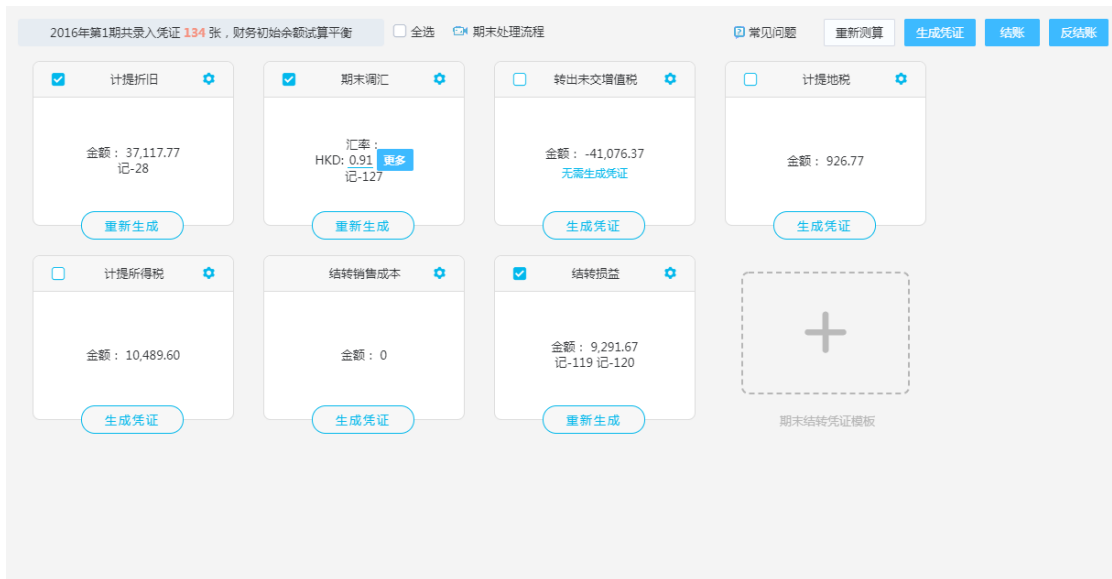 2016年第1期共录入凭证 134 张，财务初始余额试算平衡 全选 期末处理流程 常见问题 重新测算 生成凭证 结账 反结账
计提折旧 期末调汇 转出未交增值税 计提地税
金额： 37,117.77
记-28
汇率：
HKD: 0.91 更多
记-127
金额： -41,076.37
无需生成凭证
金额： 926.77
重新生成 重新生成 生成凭证 生成凭证
计提所得税 结转销售成本 结转损益
金额： 10,489.60
金额： 0
金额： 9,291.67
记-119 记-120
生成凭证 生成凭证 重新生成 期末结转凭证模板